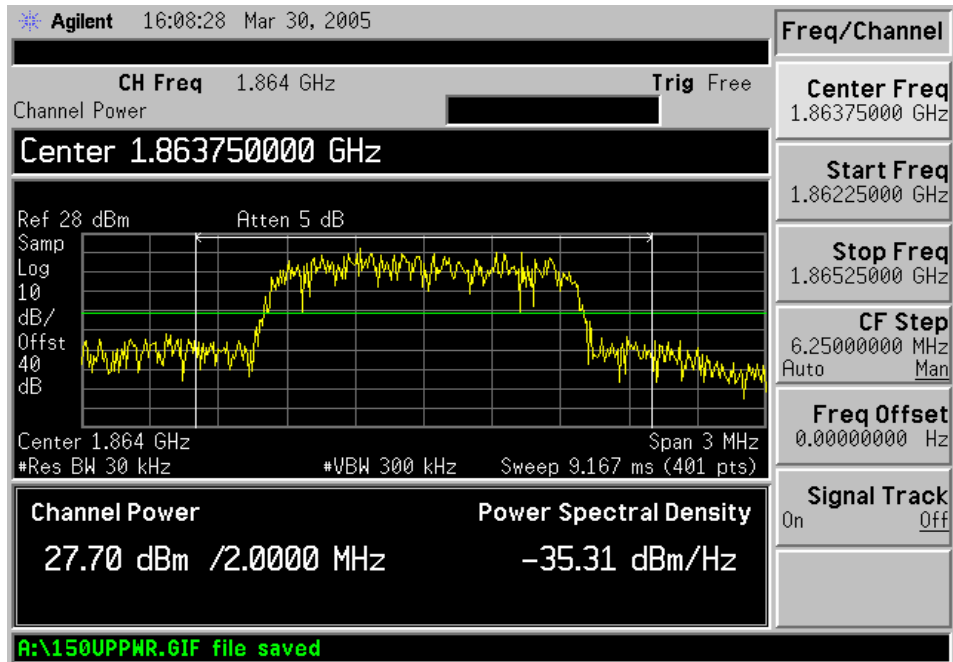 Agilent 16:08:28 Mar 30, 2005
CH Freq 1.864 GHz Trig Free
Channel Power
Center 1.863750000 GHz
Ref 28 dBm Atten 5 dB
Samp
Log
10
dB/
Offst
40
dB
Center 1.864 GHz Span 3 MHz
#Res BW 30 kHz #VBW 300 kHz Sweep 9.167 ms (401 pts)
Channel Power Power Spectral Density
27.70 dBm /2.0000 MHz -35.31 dBm/Hz
A:\150UPPWR.GIF file saved
Freq/Channel
Center Freq
1.86375000 GHz
Start Freq
1.86225000 GHz
Stop Freq
1.86525000 GHz
CF Step
6.25000000 MHz
Auto Man
Freq Offset
0.00000000 Hz
Signal Track
On Off